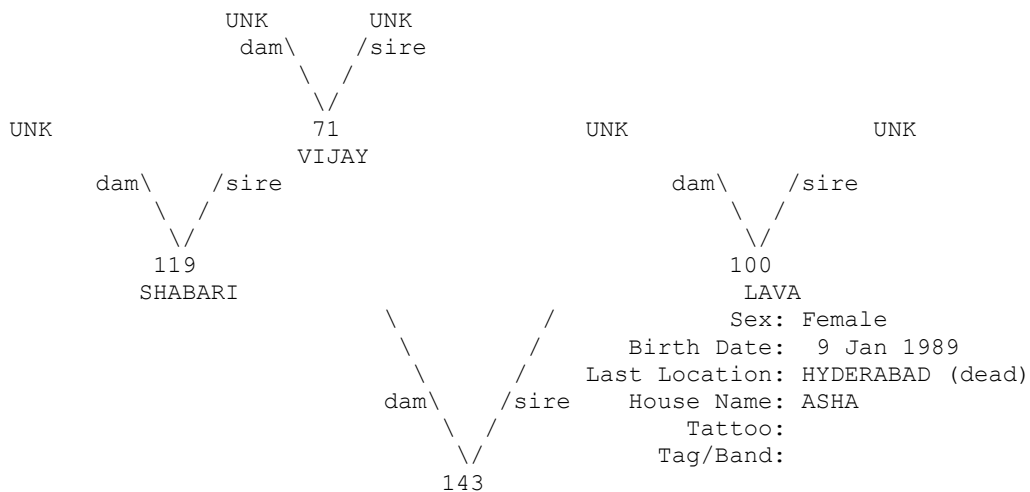 UNK UNK
dam\ /sire
\ /
\/
UNK 71 UNK UNK
VIJAY
dam\ /sire dam\ /sire
\ / \ /
\/ \/
119 100
SHABARI LAVA
\ / Sex: Female
\ / Birth Date: 9 Jan 1989
\ / Last Location: HYDERABAD (dead)
dam\ /sire House Name: ASHA
\ / Tattoo:
\/ Tag/Band:
143